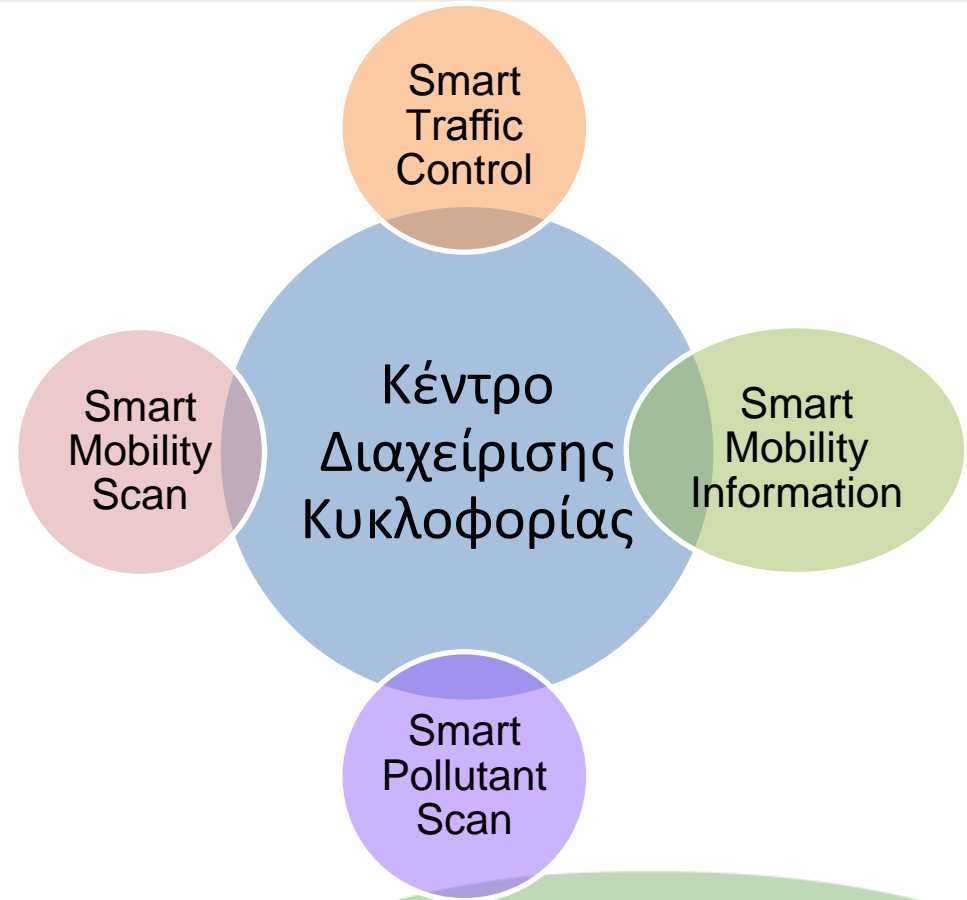 Smart
Traffic
Control
Smart
Mobility
Scan
Κέντρο
Διαχείρισης
Κυκλοφορίας
Smart
Mobility
Information
Smart
Pollutant
Scan